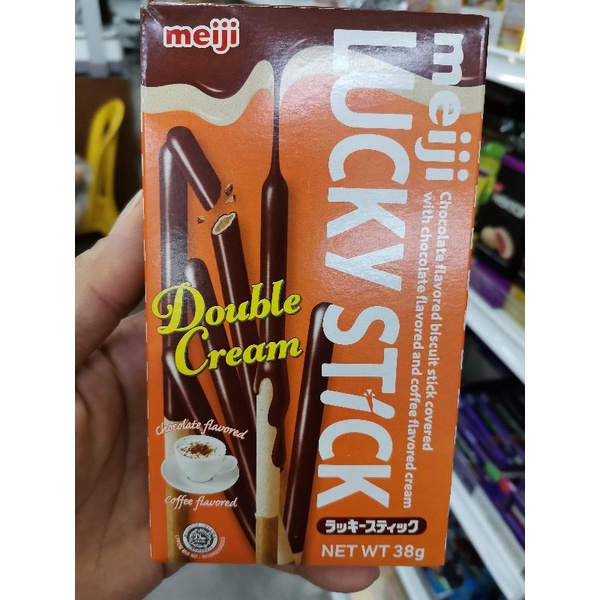 meiji
meiji
LUCKY STICK
Chocolate flavored biscuit stick covered
with chocolate flavored and coffee flavored cream
Double
Cream
Chocolate flavored
Coffee flavored
ラッキースティック
NET WT 38g